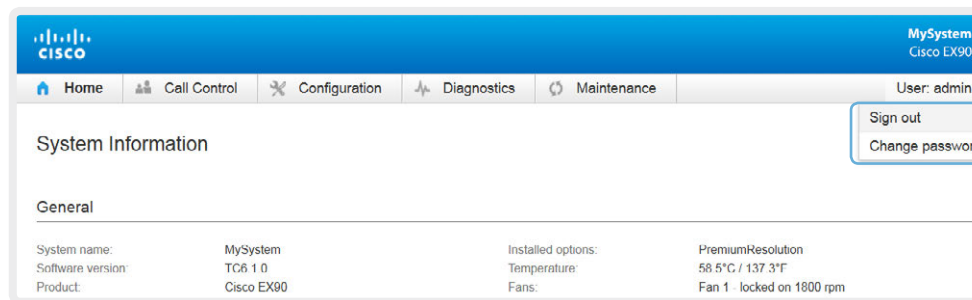 CISCO
MySystem
Cisco EX90
Home Call Control Configuration Diagnostics Maintenance User: admin
Sign out
Change passwor
System Information
General
System name: MySystem Installed options: PremiumResolution
Software version: TC6.1.0 Temperature: 58.5°C / 137.3°F
Product: Cisco EX90 Fans: Fan 1 - locked on 1800 rpm